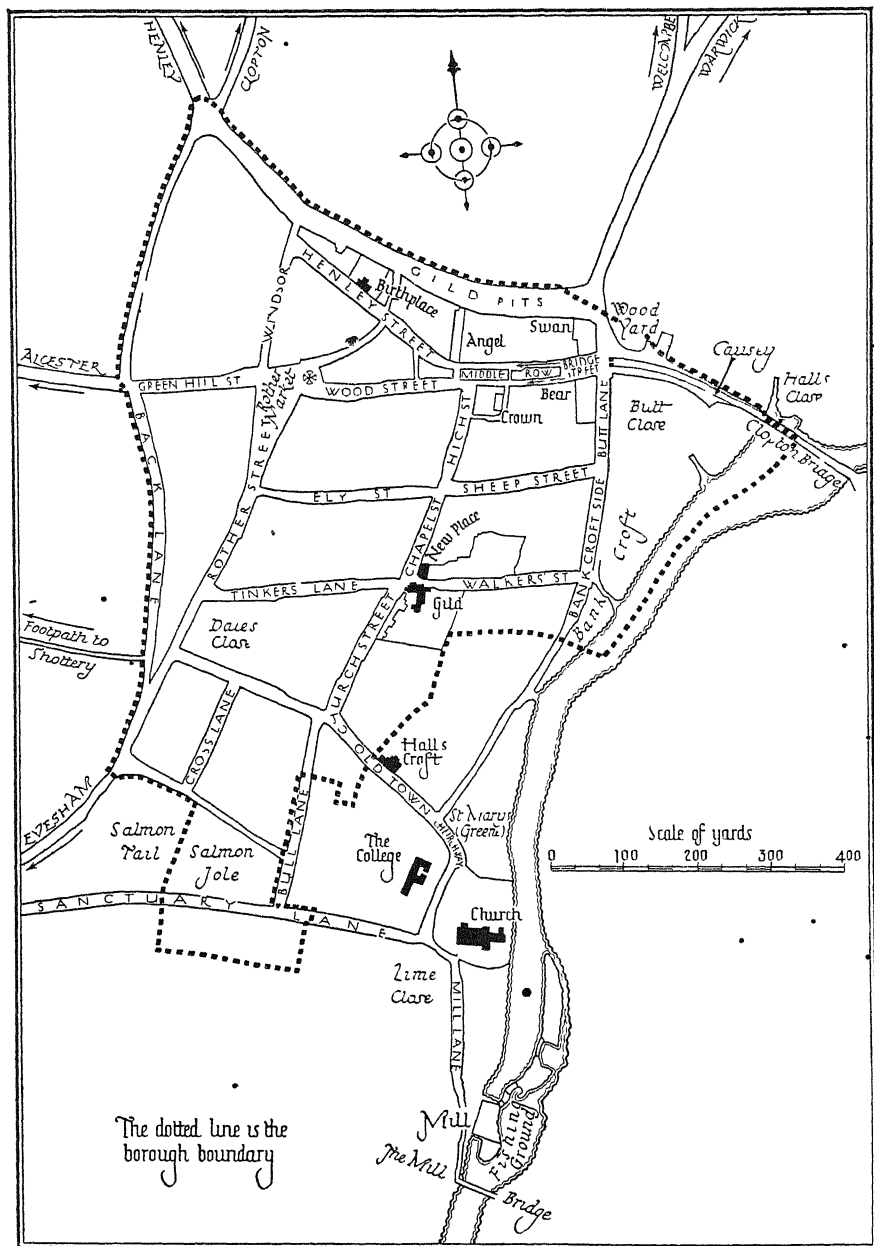 HENLEY
CLOPTON
WELCOMBE
WARWICK
GILD PITS
WINDSOR
HENLEY STREET
Birthplace
Wood
Yard
Swan
Angel
Causey
ALCESTER
GREEN HILL ST
Rother
Market
WOOD STREET
MIDDLE
ROW
BRIDGE
STREET
Halls
Close
Bear
Crown
Butt
Close
Clopton Bridge
BACK LANE
ROTHER STREET
HIGH ST
BUTT LANE
ELY ST
SHEEP STREET
CHAPEL ST
New Place
BANKCROFT SIDE
Bank Croft
TINKERS LANE
WALKERS' ST
Gild
Footpath to
Shottery
Daues
Close
CHURCH STREET
CROSS LANE
OLD TOWN
Halls
Croft
EVESHAM
BULL LANE
St Mary
(Greene)
CHURCHWAY
Scale of yards
0 100 200 300 400
Salmon
Tail
Salmon
Jole
The
College
SANCTUARY LANE
Church
Lime
Close
MILL LANE
Mill
Fishing
Ground
The Mill
Bridge
The dotted line is the
borough boundary